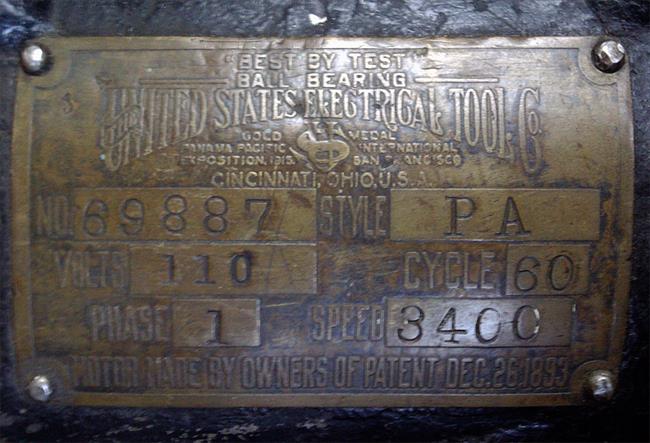 "BEST BY TEST"
BALL BEARING
THE UNITED STATES ELECTRICAL TOOL CO.
GOLD MEDAL
PANAMA PACIFIC INTERNATIONAL
EXPOSITION, 1915. SAN FRANCISCO
CINCINNATI, OHIO, U.S.A.
NO. 69887 STYLE PA
VOLTS 110 CYCLE 60
PHASE 1 SPEED 3400
MOTOR MADE BY OWNERS OF PATENT DEC. 26, 1893